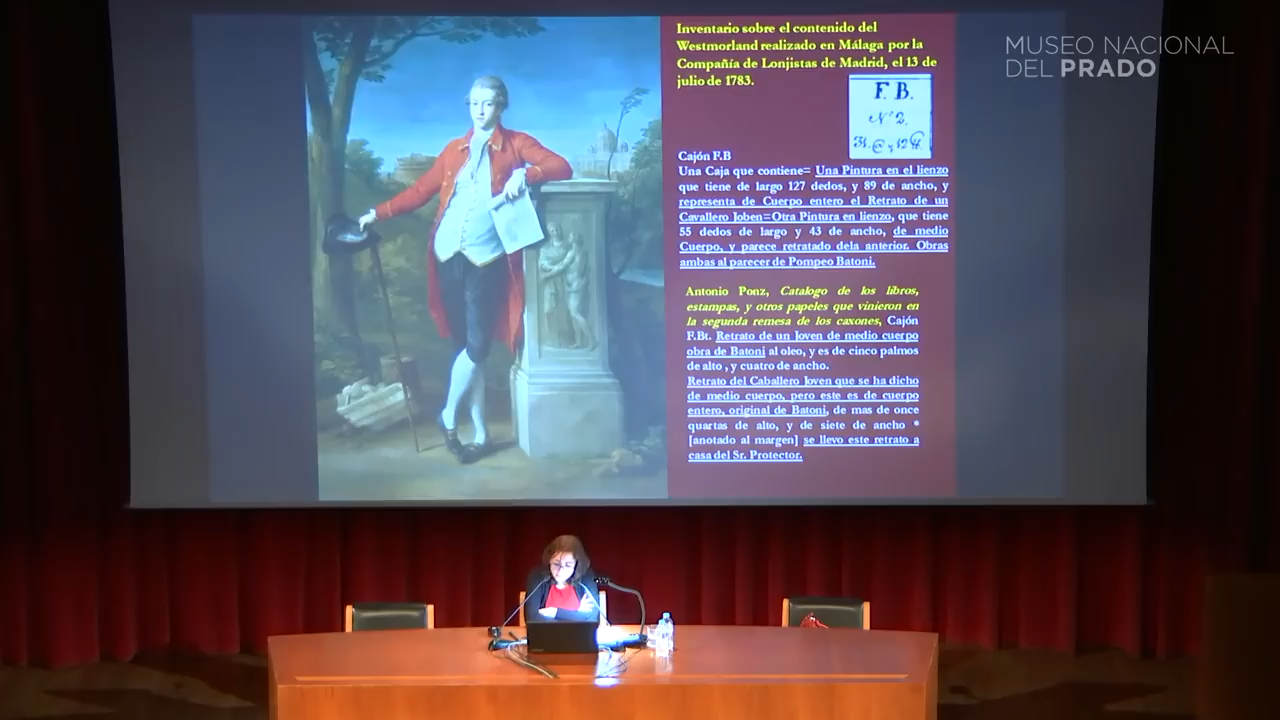 Inventario sobre el contenido del
Westmorland realizado en Málaga por la
Compañía de Lonjistas de Madrid, el 13 de
julio de 1783.
MUSEO NACIONAL
DEL PRADO
F. B.
Nº 2.
Cajón F.B
Una Caja que contiene= Una Pintura en el lienzo
que tiene de largo 127 dedos, y 89 de ancho, y
representa de Cuerpo entero el Retrato de un
Cavallero Joben=Otra Pintura en lienzo, que tiene
55 dedos de largo y 43 de ancho, de medio
Cuerpo, y parece retratado dela anterior. Obras
ambas al parecer de Pompeo Batoni.
Antonio Ponz, Catalogo de los libros,
estampas, y otros papeles que vinieron en
la segunda remesa de los caxones, Cajón
F.Bt. Retrato de un Joven de medio cuerpo
obra de Batoni al oleo, y es de cinco palmos
de alto , y cuatro de ancho.
Retrato del Caballero Joven que se ha dicho
de medio cuerpo, pero este es de cuerpo
entero, original de Batoni, de mas de once
quartas de alto, y de siete de ancho *
[anotado al margen] se llevo este retrato a
casa del Sr. Protector.